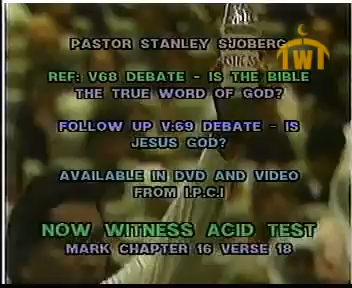 PASTOR STANLEY SJOBERG
REF: V68 DEBATE - IS THE BIBLE
THE TRUE WORD OF GOD?
FOLLOW UP V:69 DEBATE - IS
JESUS GOD?
AVAILABLE IN DVD AND VIDEO
FROM I.P.C.I
NOW WITNESS ACID TEST
MARK CHAPTER 16 VERSE 18
TWT